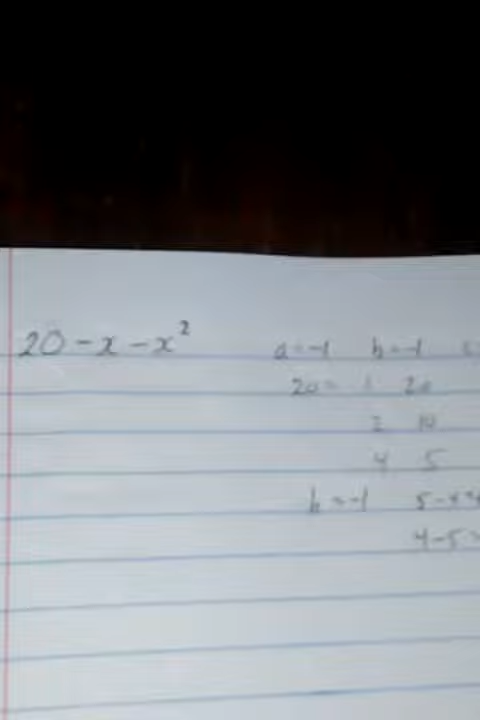 20 - x - x²
a = -1 b = -1
20 = 1 20
2 10
4 5
b = -1 5 - 4
4 - 5 =